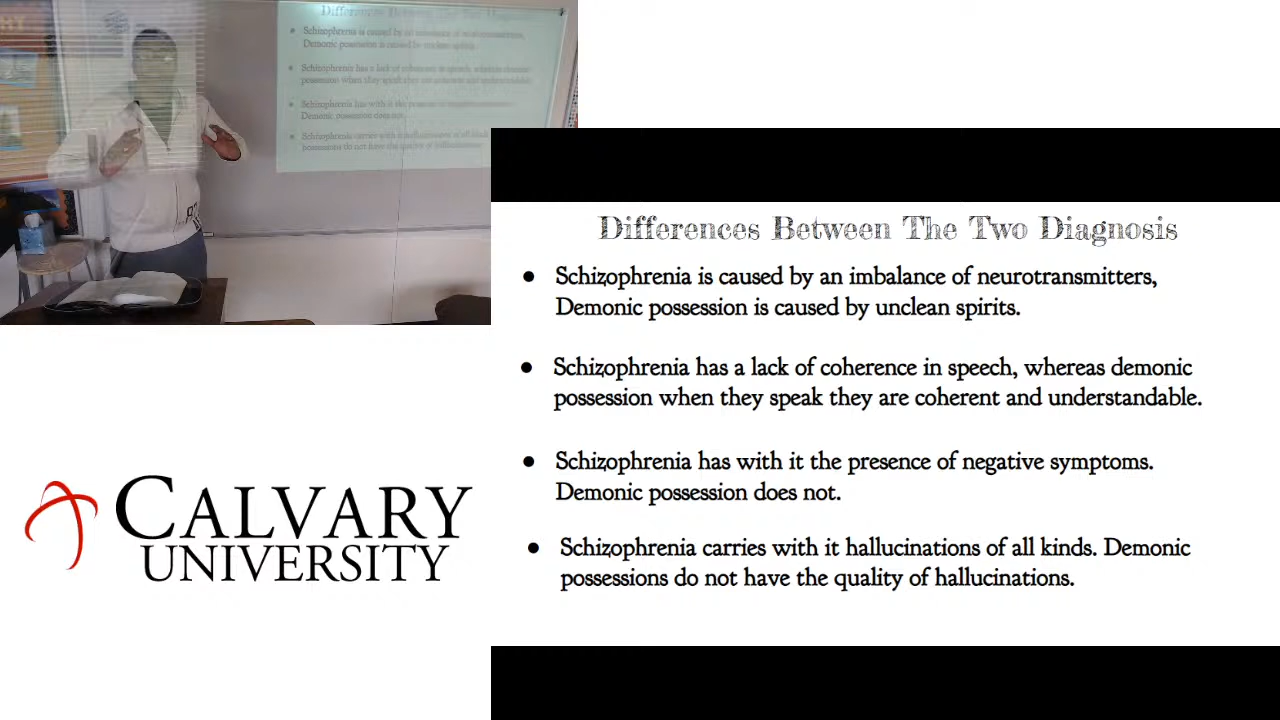 Differences Between The Two Diagnosis
Schizophrenia is caused by an imbalance of neurotransmitters,
Demonic possession is caused by unclean spirits.
Schizophrenia has a lack of coherence in speech, whereas demonic
possession when they speak they are coherent and understandable.
Schizophrenia has with it the presence of negative symptoms.
Demonic possession does not.
Schizophrenia carries with it hallucinations of all kinds. Demonic
possessions do not have the quality of hallucinations.
CALVARY
UNIVERSITY